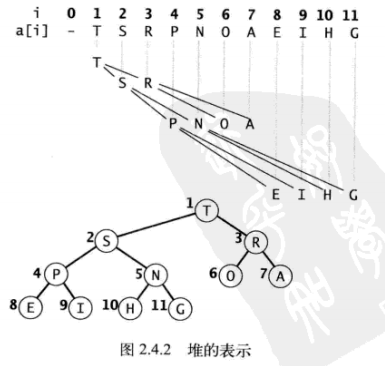 i 0 1 2 3 4 5 6 7 8 9 10 11
a[i] - T S R P N O A E I H G
T
S R
P N O A
E I H G
1 T
2 S 3 R
4 P 5 N 6 O 7 A
8 E 9 I 10 H 11 G
图 2.4.2 堆的表示